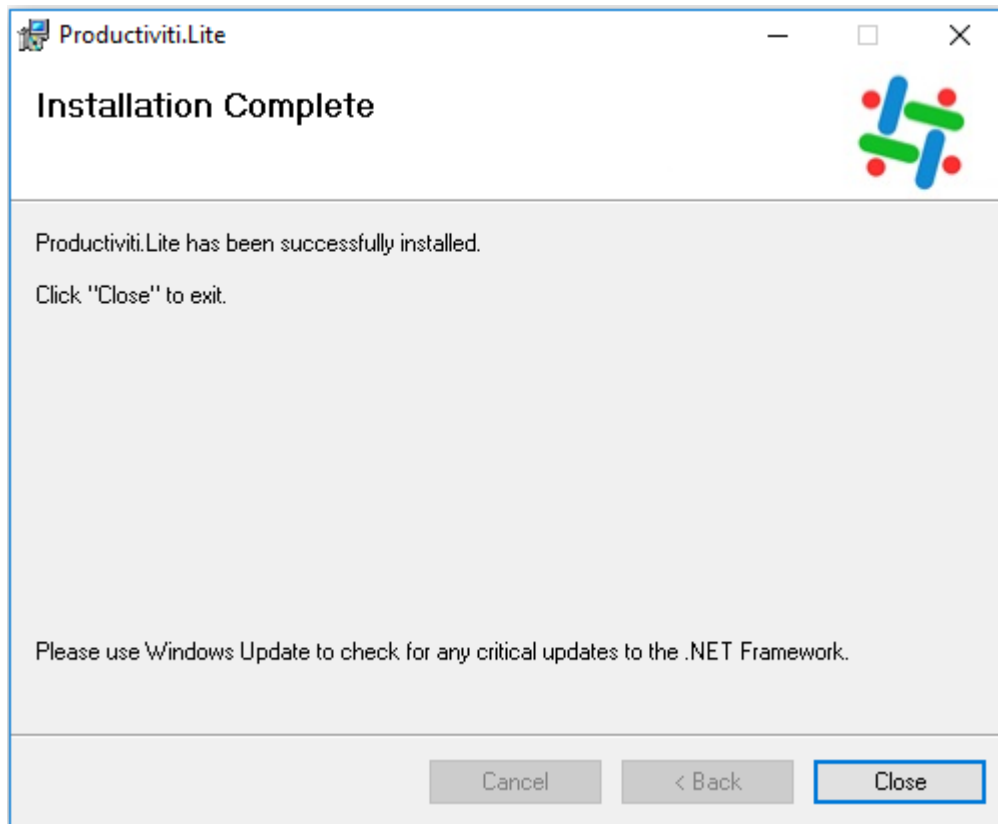 Productiviti.Lite
Installation Complete
Productiviti.Lite has been successfully installed.
Click "Close" to exit.
Please use Windows Update to check for any critical updates to the .NET Framework.
Cancel
< Back
Close